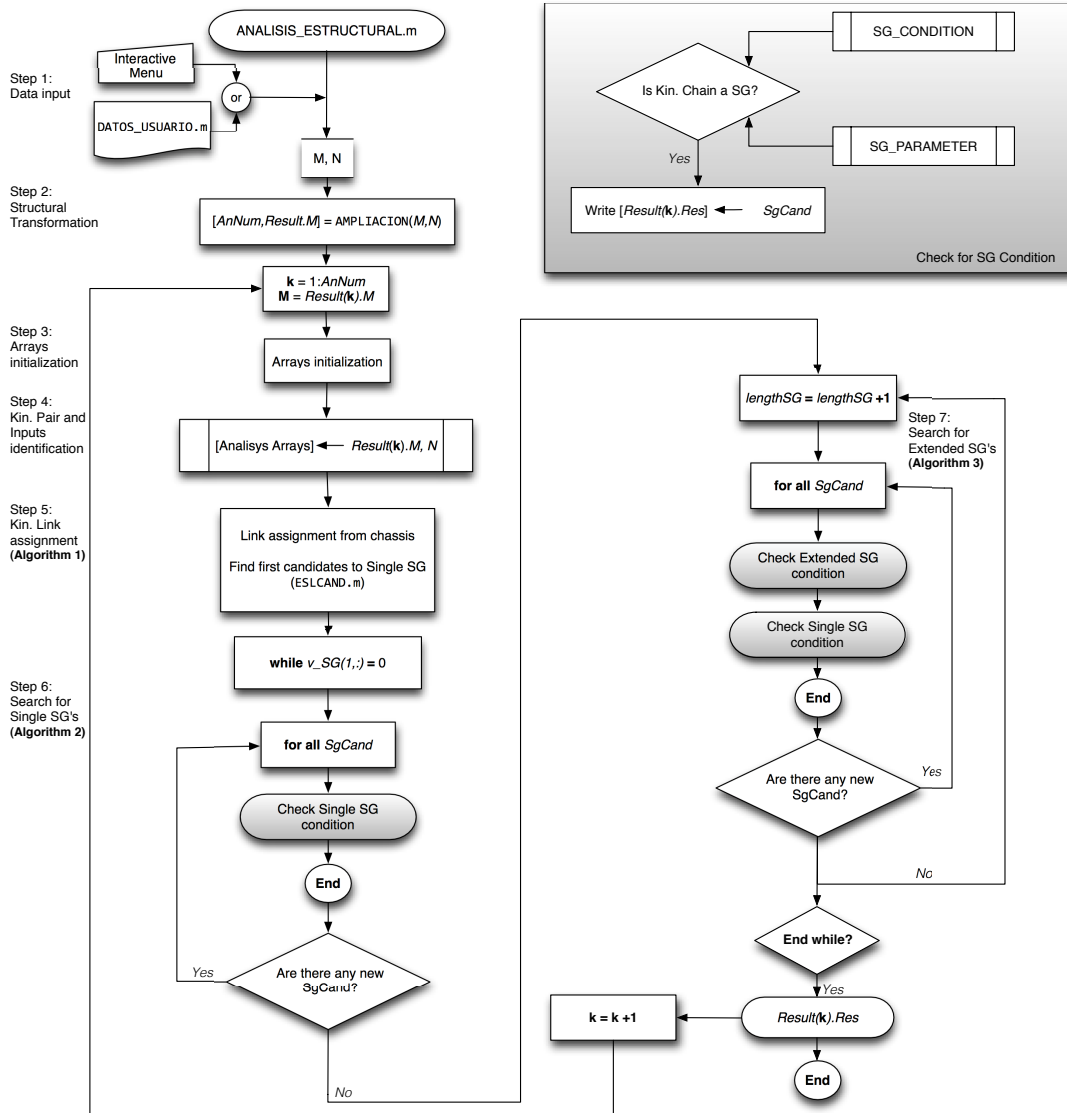 ANALISIS_ESTRUCTURAL.m
Step 1:
Data input
Interactive
Menu
or
DATOS_USUARIO.m
M, N
Step 2:
Structural
Transformation
[AnNum,Result.M] = AMPLIACION(M,N)
k = 1:AnNum
M = Result(k).M
Step 3:
Arrays
initialization
Arrays initialization
Step 4:
Kin. Pair and
Inputs
identification
[Analisys Arrays] Result(k).M, N
Step 5:
Kin. Link
assignment
(Algorithm 1)
Link assignment from chassis
Find first candidates to Single SG
(ESLCAND.m)
while v_SG(1,:) = 0
Step 6:
Search for
Single SG's
(Algorithm 2)
for all SgCand
Check Single SG
condition
End
Are there any new
SgCand?
Yes
No
SG_CONDITION
Is Kin. Chain a SG?
SG_PARAMETER
Yes
Write [Result(k).Res] SgCand
Check for SG Condition
lengthSG = lengthSG +1
Step 7:
Search for
Extended SG's
(Algorithm 3)
for all SgCand
Check Extended SG
condition
Check Single SG
condition
End
Are there any new
SgCand?
Yes
No
End while?
Yes
Result(k).Res
k = k +1
End